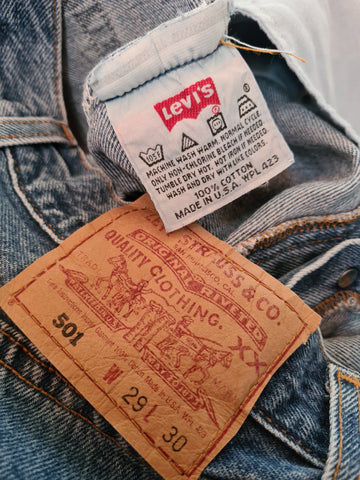 LEVI'S
MACHINE WASH WARM. NORMAL CYCLE.
ONLY NON-CHLORINE BLEACH IF NEEDED.
TUMBLE DRY HOT. HOT IRON IF NEEDED.
WASH AND DRY WITH LIKE COLORS.
100% COTTON
MADE IN U.S.A. WPL 423
STRAUSS & CO.
ORIGINAL RIVETED
QUALITY CLOTHING.
XX
501
W 29 L 30